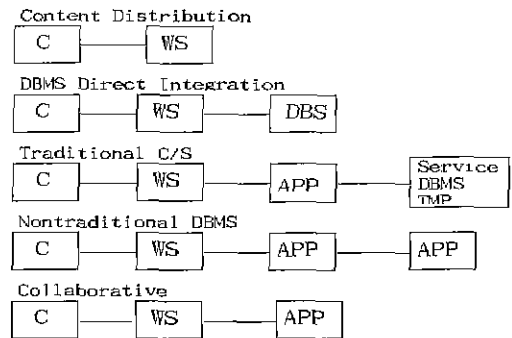 Content Distribution
C WS
DBMS Direct Integration
C WS DBS
Traditional C/S
C WS APP Service
DBMS
TMP
Nontraditional DBMS
C WS APP APP
Collaborative
C WS APP